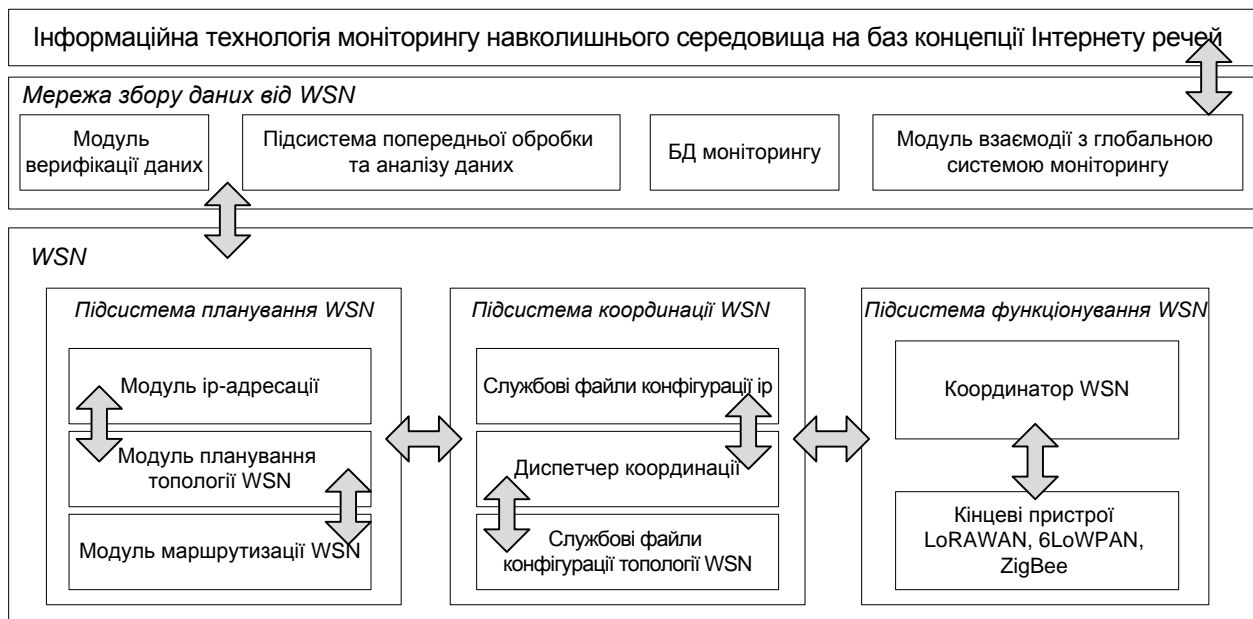 Інформаційна технологія моніторингу навколишнього середовища на баз концепції Інтернету речей
Мережа збору даних від WSN
Модуль
верифікації даних
Підсистема попередньої обробки
та аналізу даних
БД моніторингу
Модуль взаємодії з глобальною
системою моніторингу
WSN
Підсистема планування WSN
Модуль ір-адресації
Модуль планування
топології WSN
Модуль маршрутизації WSN
Підсистема координації WSN
Службові файли конфігурації ір
Диспетчер координації
Службові файли
конфігурації топології WSN
Підсистема функціонування WSN
Координатор WSN
Кінцеві пристрої
LoRAWAN, 6LoWPAN,
ZigBee